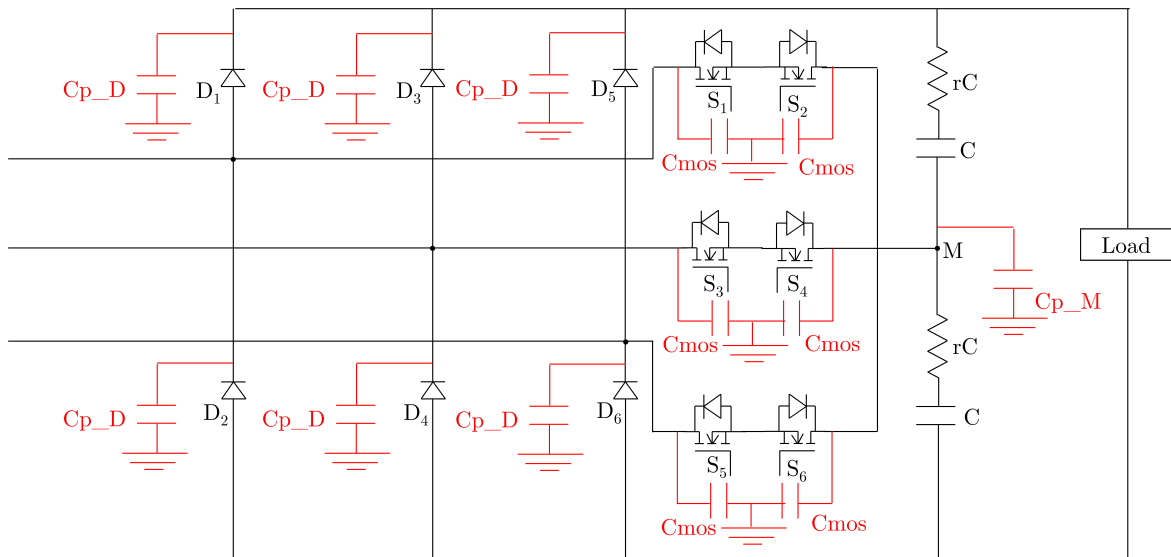 Cp_D D₁ Cp_D D₃ Cp_D D₅ S₁ S₂ rC
Cmos Cmos C
M Load
S₃ S₄ Cp_M
Cmos Cmos rC
Cp_D D₂ Cp_D D₄ Cp_D D₆ C
S₅ S₆
Cmos Cmos